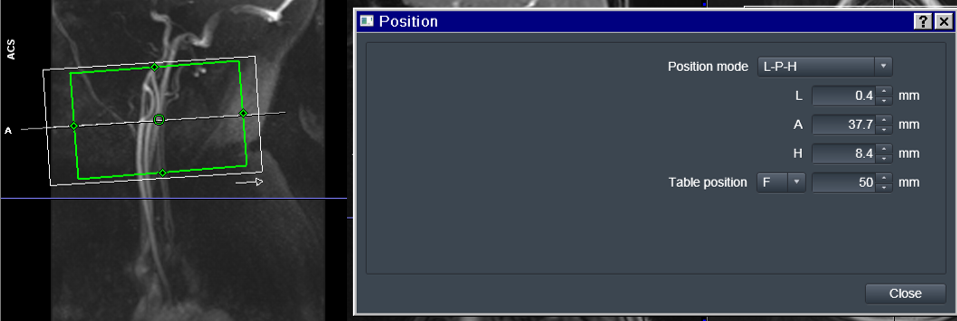 ACS
A
Position
Position mode L-P-H
L 0.4 mm
A 37.7 mm
H 8.4 mm
Table position F 50 mm
Close